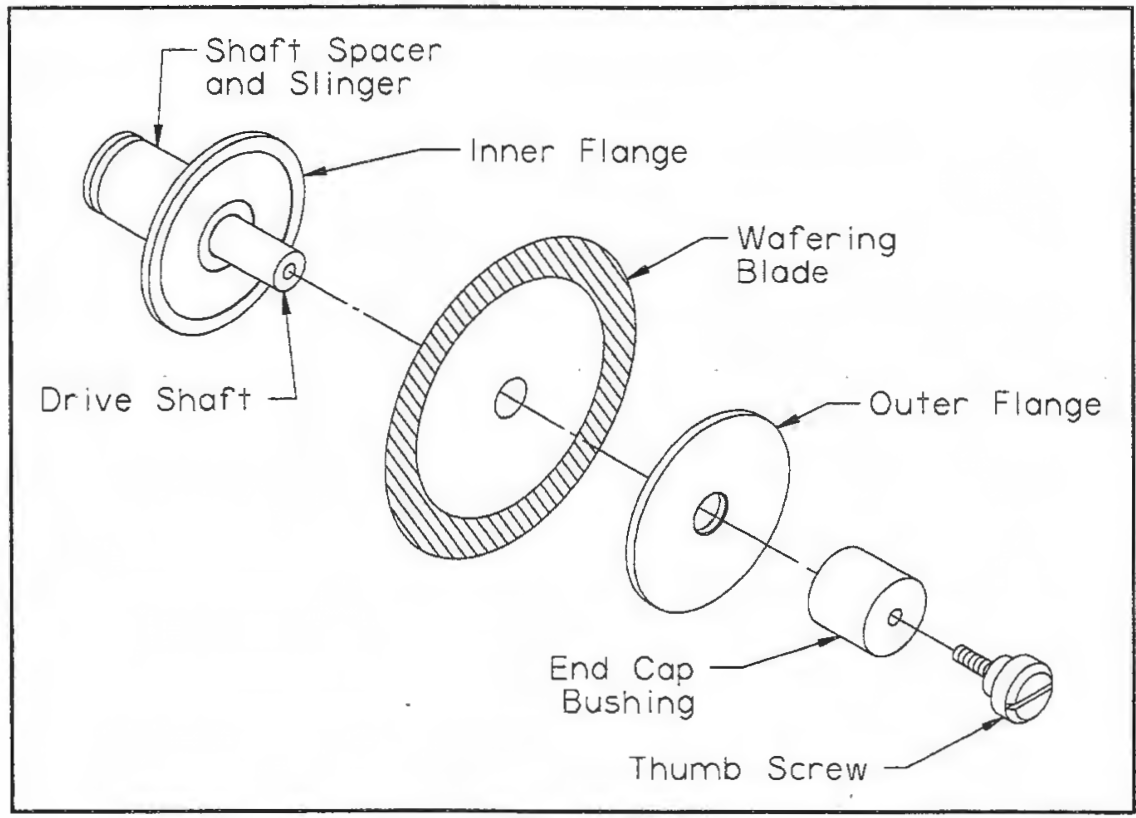 Shaft Spacer
and Slinger
Inner Flange
Wafering
Blade
Drive Shaft
Outer Flange
End Cap
Bushing
Thumb Screw